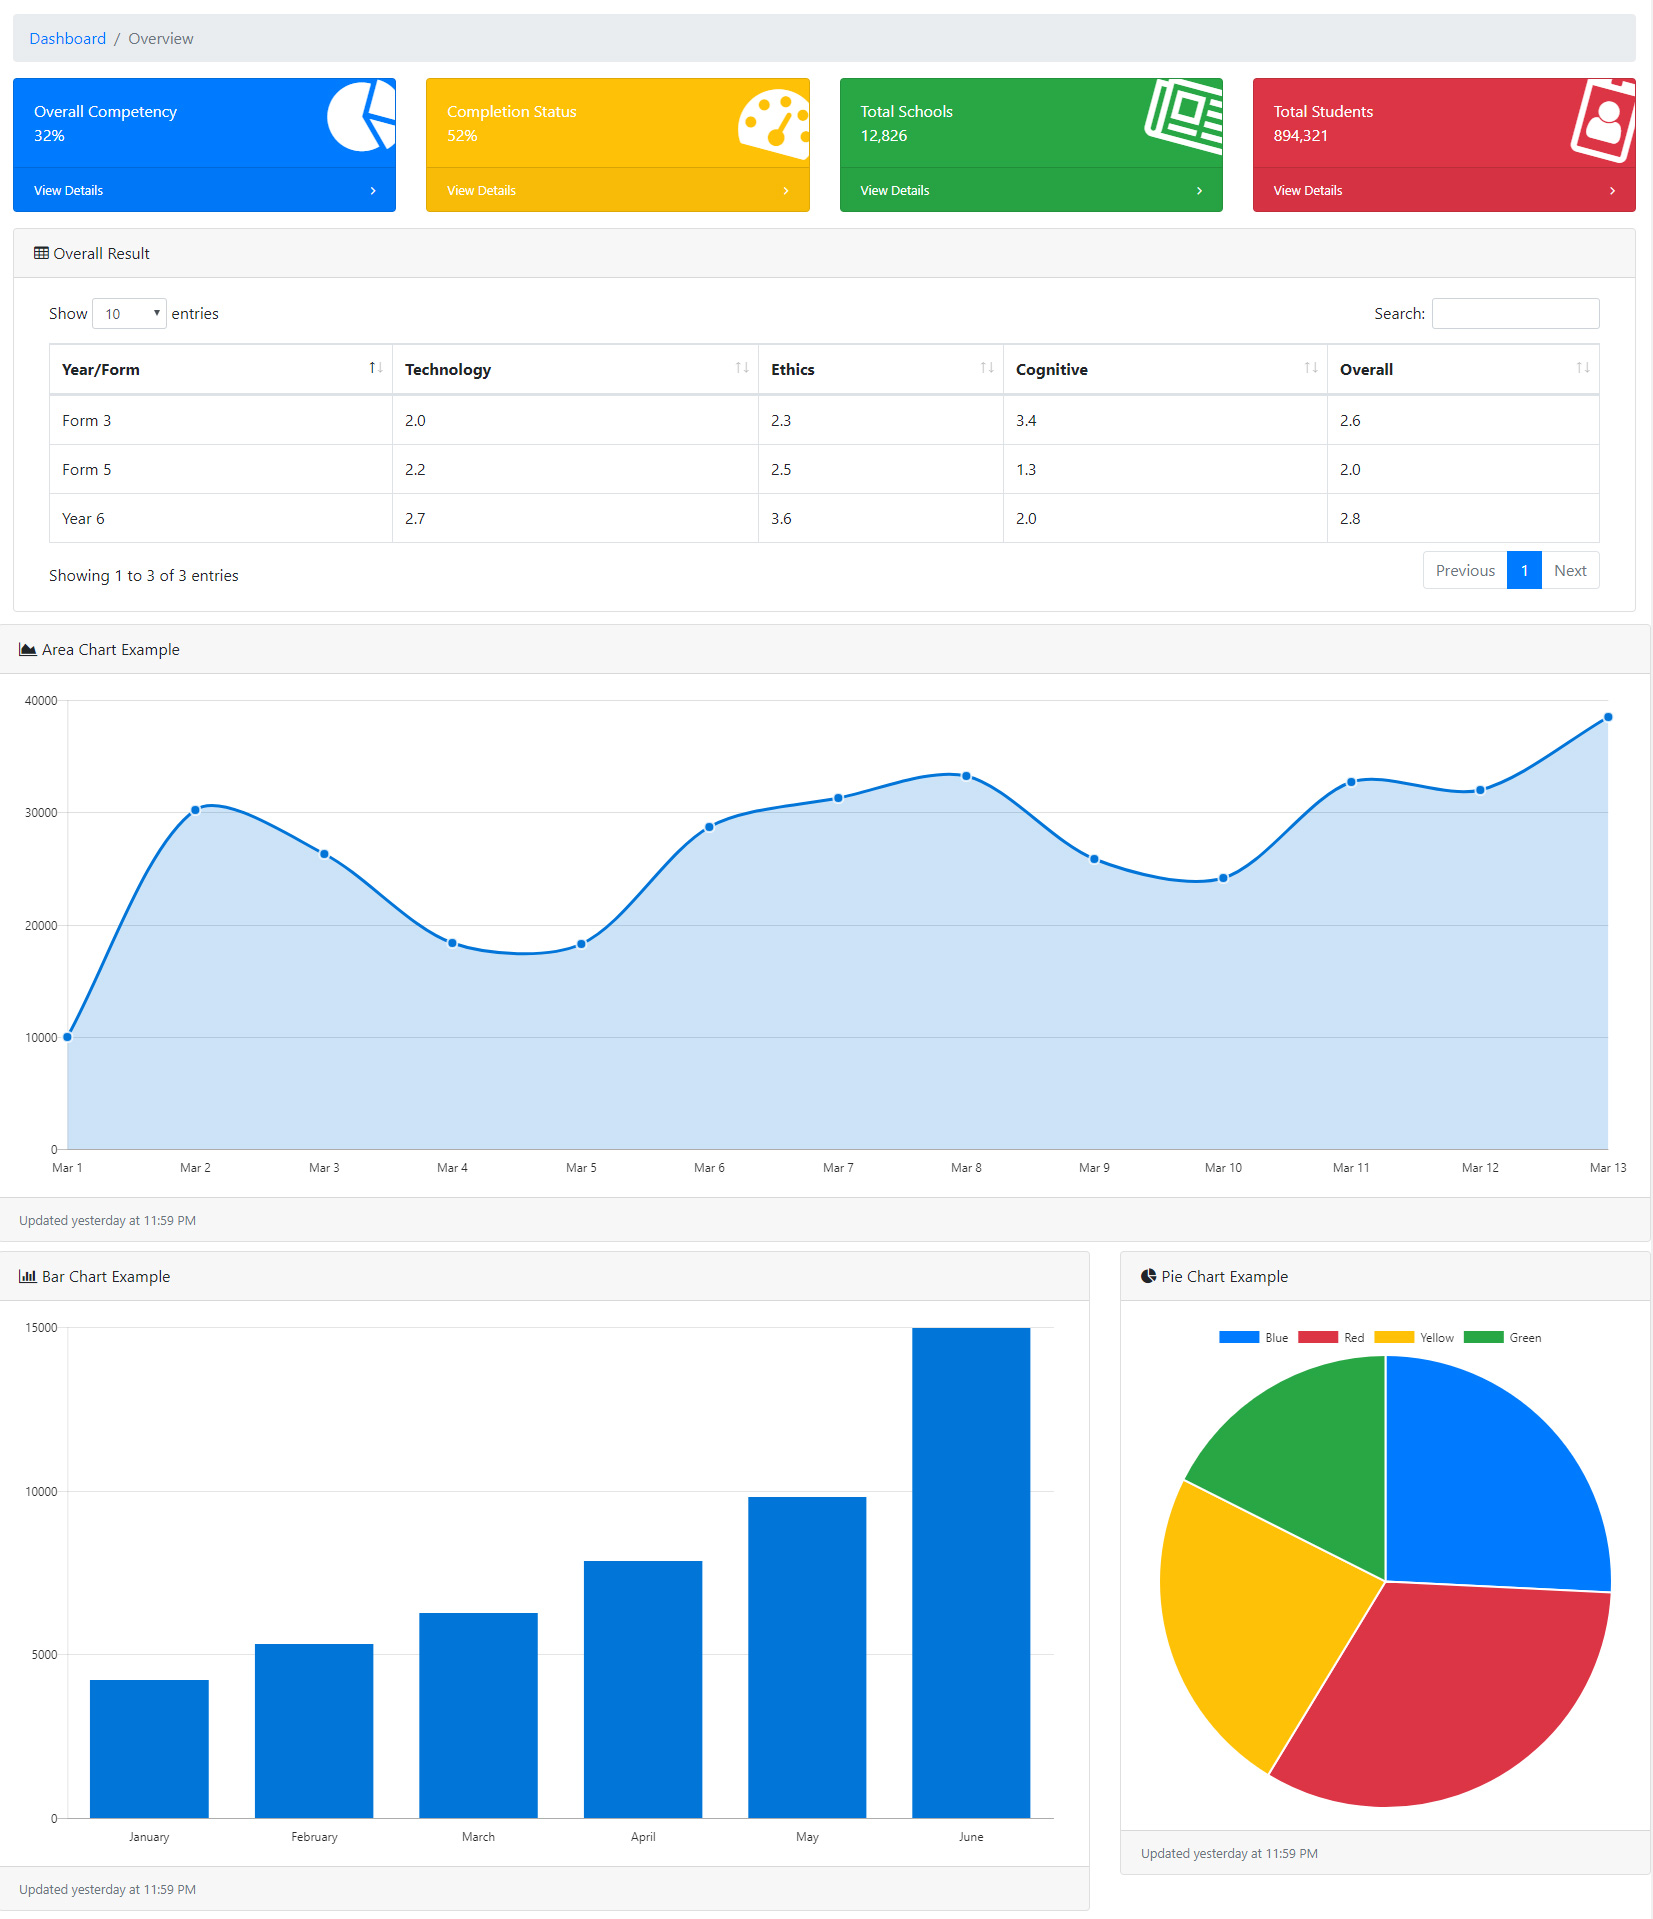 Dashboard / Overview
Overall Competency
32%
View Details
Completion Status
52%
View Details
Total Schools
12,826
View Details
Total Students
894,321
View Details
Overall Result
Show 10 entries
Search:
Year/Form Technology Ethics Cognitive Overall
Form 3 2.0 2.3 3.4 2.6
Form 5 2.2 2.5 1.3 2.0
Year 6 2.7 3.6 2.0 2.8
Showing 1 to 3 of 3 entries
Previous 1 Next
Area Chart Example
40000
30000
20000
10000
0
Mar 1 Mar 2 Mar 3 Mar 4 Mar 5 Mar 6 Mar 7 Mar 8 Mar 9 Mar 10 Mar 11 Mar 12 Mar 13
Updated yesterday at 11:59 PM
Bar Chart Example
15000
10000
5000
0
January February March April May June
Updated yesterday at 11:59 PM
Pie Chart Example
Blue Red Yellow Green
Updated yesterday at 11:59 PM